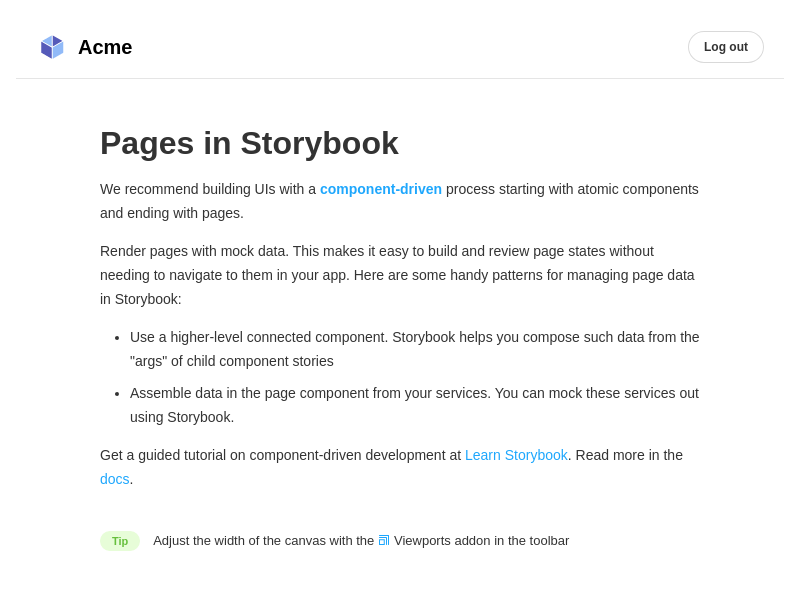 Acme
Log out
Pages in Storybook
We recommend building UIs with a component-driven process starting with atomic components
and ending with pages.
Render pages with mock data. This makes it easy to build and review page states without
needing to navigate to them in your app. Here are some handy patterns for managing page data
in Storybook:
• Use a higher-level connected component. Storybook helps you compose such data from the
"args" of child component stories
• Assemble data in the page component from your services. You can mock these services out
using Storybook.
Get a guided tutorial on component-driven development at Learn Storybook. Read more in the
docs.
Tip Adjust the width of the canvas with the Viewports addon in the toolbar